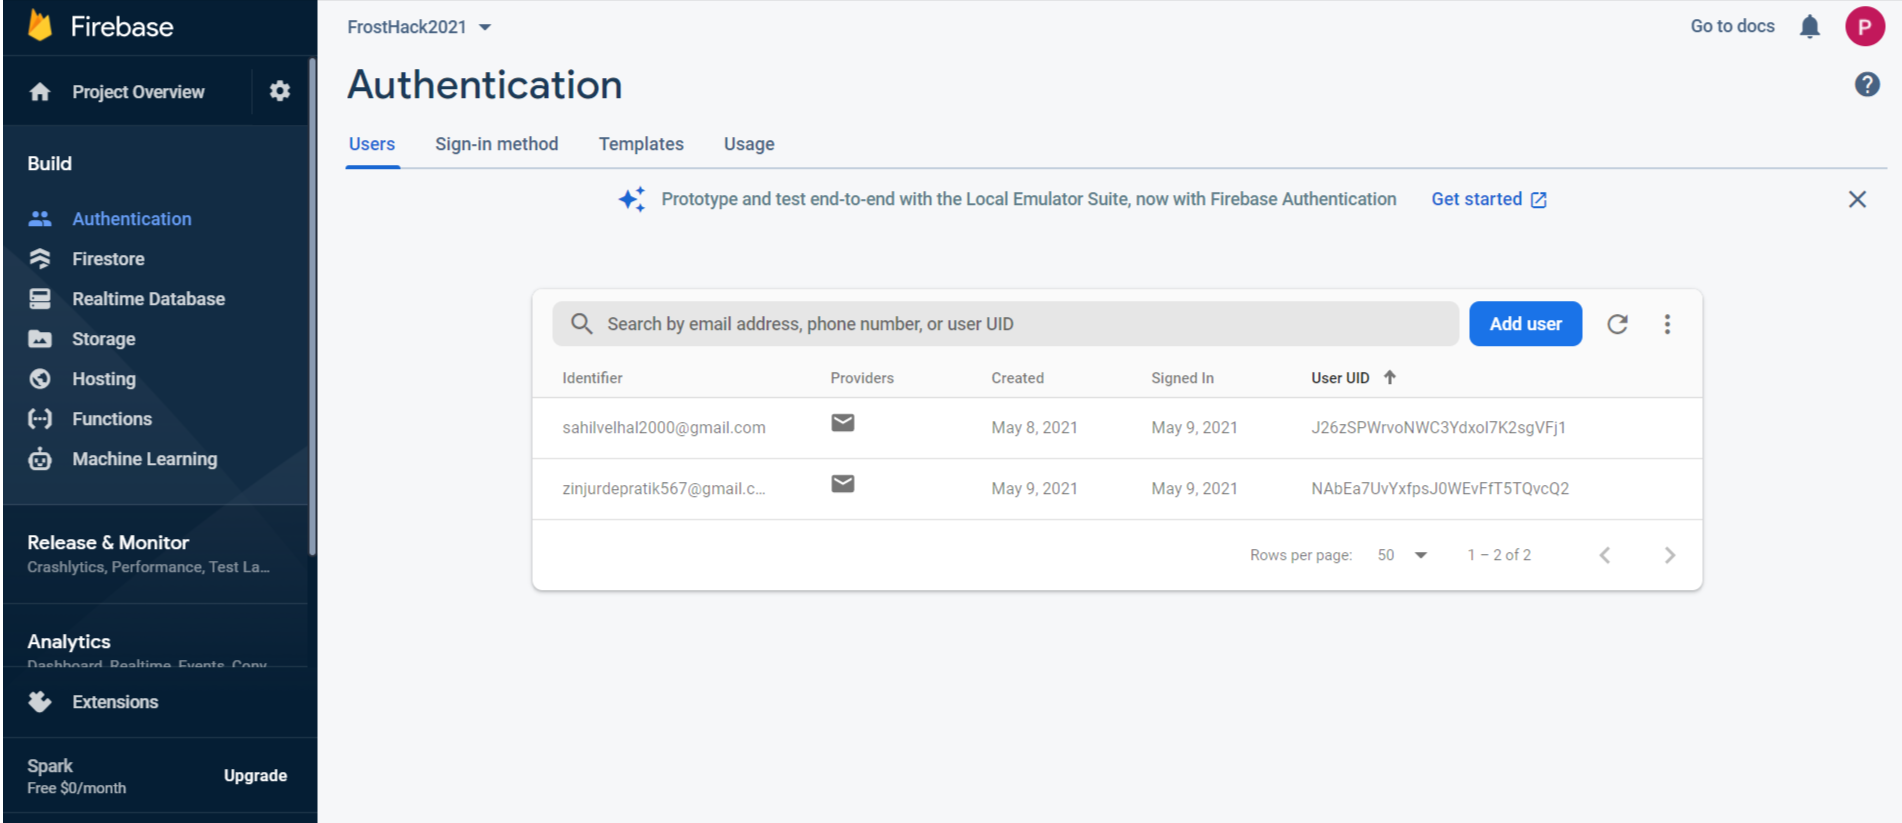 Firebase
Project Overview
Build
Authentication
Firestore
Realtime Database
Storage
Hosting
Functions
Machine Learning
Release & Monitor
Crashlytics, Performance, Test La...
Analytics
Dashboard, Realtime, Events, Conv...
Extensions
Spark
Free $0/month
Upgrade
FrostHack2021
Go to docs
P
Authentication
Users Sign-in method Templates Usage
Prototype and test end-to-end with the Local Emulator Suite, now with Firebase Authentication Get started
Search by email address, phone number, or user UID
Add user
Identifier Providers Created Signed In User UID
sahilvelhal2000@gmail.com May 8, 2021 May 9, 2021 J26zSPWrvoNWC3YdxoI7K2sgVFj1
zinjurdepratik567@gmail.c... May 9, 2021 May 9, 2021 NAbEa7UvYxfpsJ0WEvFfT5TQvcQ2
Rows per page: 50 1 – 2 of 2